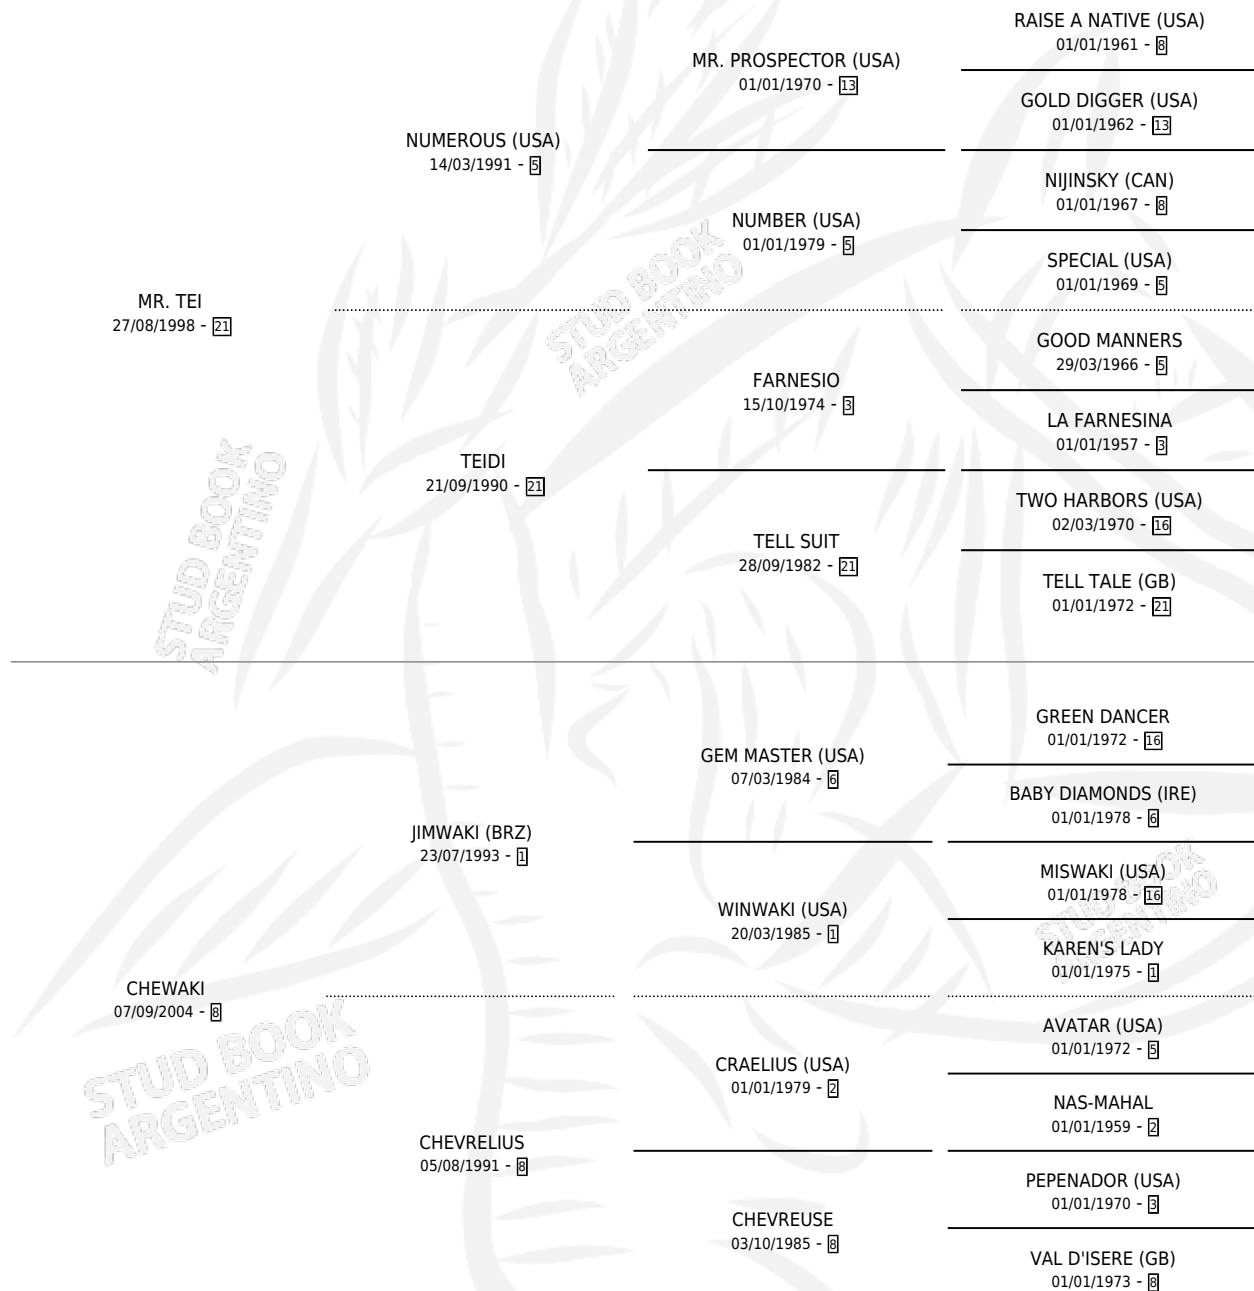 RAISE A NATIVE (USA)
01/01/1961 - 8
MR. PROSPECTOR (USA)
01/01/1970 - 13
GOLD DIGGER (USA)
01/01/1962 - 13
NUMEROUS (USA)
14/03/1991 - 5
NIJINSKY (CAN)
01/01/1967 - 8
NUMBER (USA)
01/01/1979 - 5
SPECIAL (USA)
01/01/1969 - 5
MR. TEI
27/08/1998 - 21
GOOD MANNERS
29/03/1966 - 5
FARNESIO
15/10/1974 - 3
LA FARNESINA
01/01/1957 - 3
TEIDI
21/09/1990 - 21
TWO HARBORS (USA)
02/03/1970 - 16
TELL SUIT
28/09/1982 - 21
TELL TALE (GB)
01/01/1972 - 21
STUD BOOK
ARGENTINO
STUD BOOK
ARGENTINO
GREEN DANCER
01/01/1972 - 16
GEM MASTER (USA)
07/03/1984 - 6
BABY DIAMONDS (IRE)
01/01/1978 - 6
JIMWAKI (BRZ)
23/07/1993 - 1
MISWAKI (USA)
01/01/1978 - 16
WINWAKI (USA)
20/03/1985 - 1
KAREN'S LADY
01/01/1975 - 1
CHEWAKI
07/09/2004 - 8
AVATAR (USA)
01/01/1972 - 5
CRAELIUS (USA)
01/01/1979 - 2
NAS-MAHAL
01/01/1959 - 2
CHEVRELIUS
05/08/1991 - 8
PEPENADOR (USA)
01/01/1970 - 3
CHEVREUSE
03/10/1985 - 8
VAL D'ISERE (GB)
01/01/1973 - 8
STUD BOOK
ARGENTINO
STUD BOOK
ARGENTINO